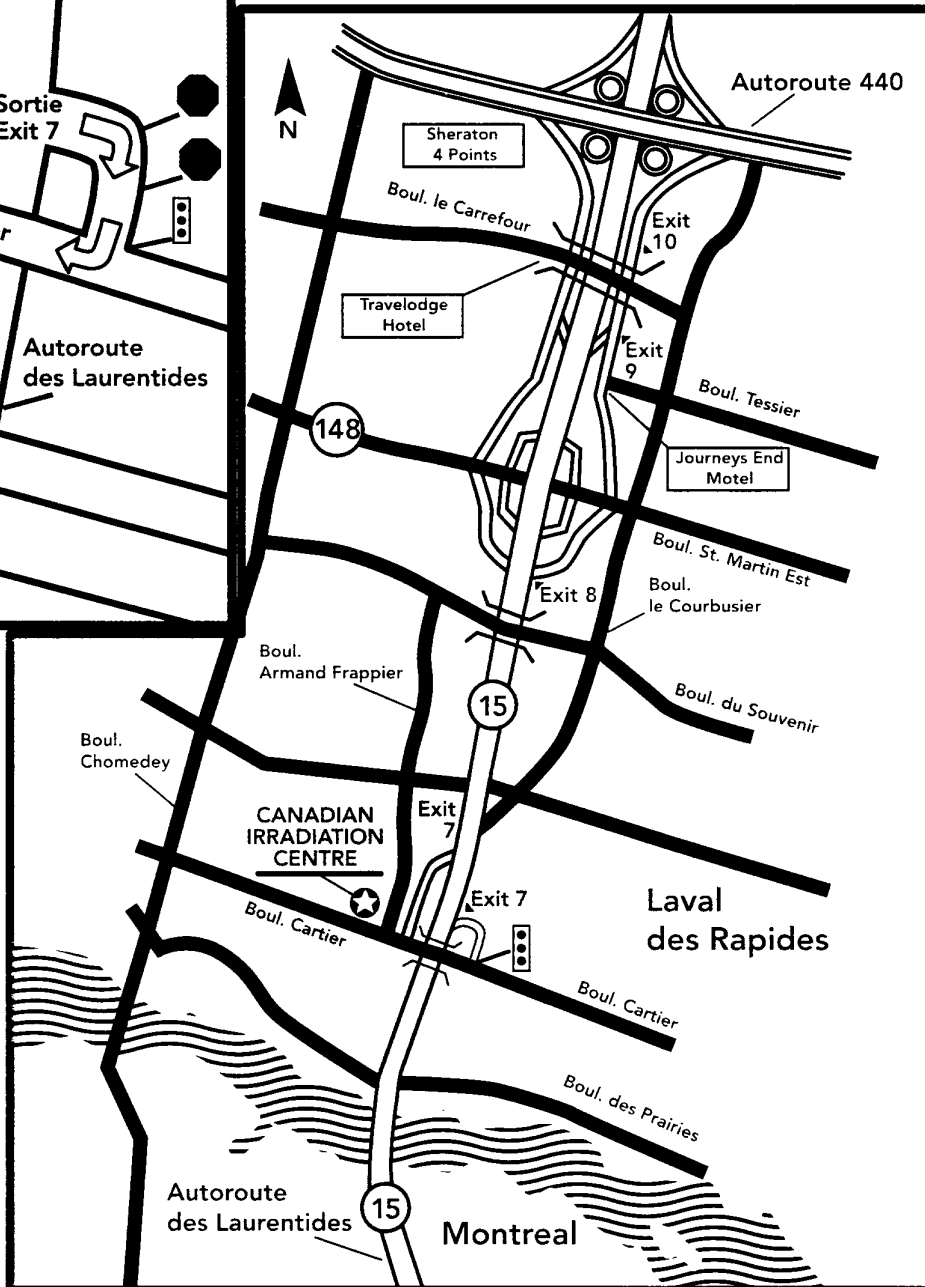 Sortie
Exit 7
r
Autoroute
des Laurentides
N
Autoroute 440
Sheraton
4 Points
Boul. le Carrefour
Exit
10
Travelodge
Hotel
Exit
9
Boul. Tessier
148
Journeys End
Motel
Boul. St. Martin Est
Exit 8
Boul.
le Courbusier
Boul.
Armand Frappier
Boul. du Souvenir
15
Boul.
Chomedey
CANADIAN
IRRADIATION
CENTRE
Exit
7
Exit 7
Laval
des Rapides
Boul. Cartier
Boul. Cartier
Boul. des Prairies
Autoroute
des Laurentides
15
Montreal